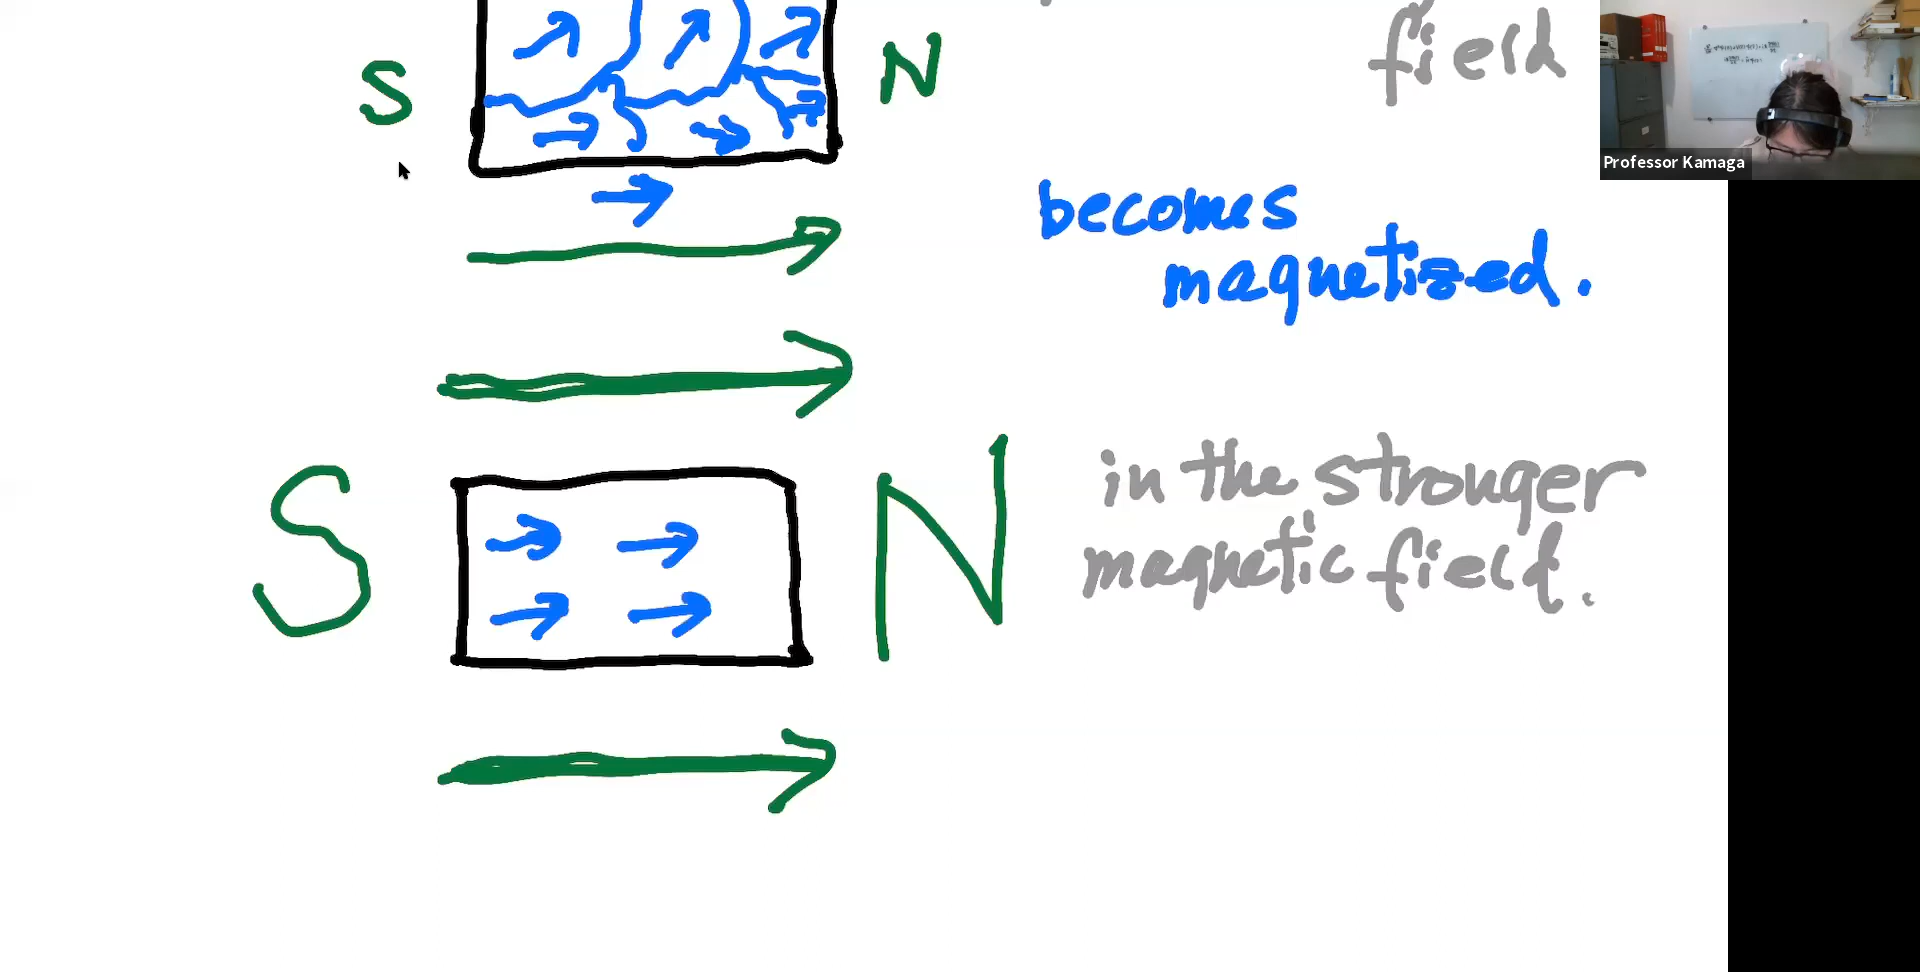 field
S
N
Professor Kamaga
becomes
magnetized.
S
N
in the stronger
magnetic field.